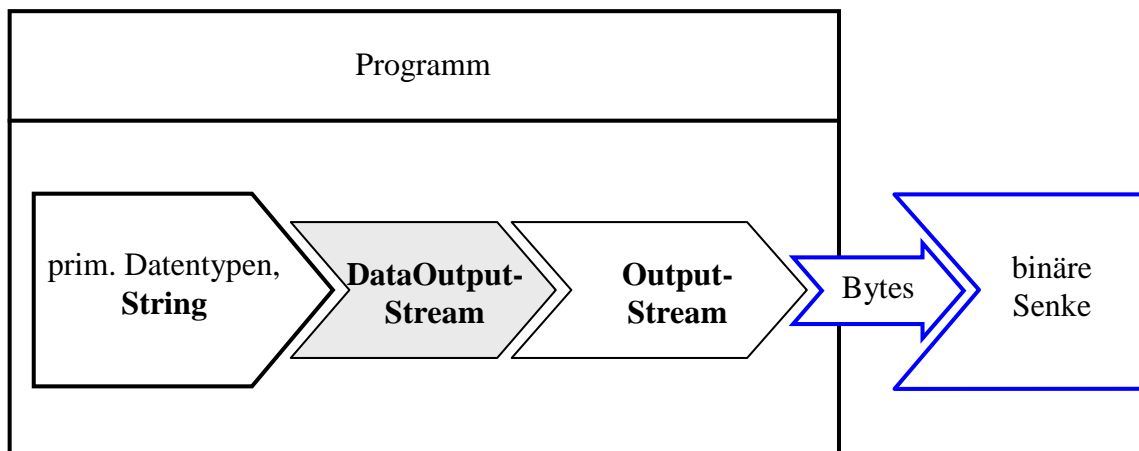 Programm
prim. Datentypen,
String
DataOutput-
Stream
Output-
Stream
Bytes
binäre
Senke